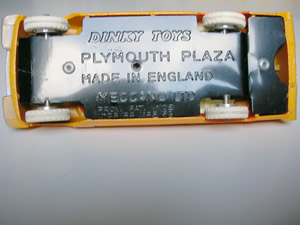 DINKY TOYS
PLYMOUTH PLAZA
MADE IN ENGLAND
MECCANO LTD